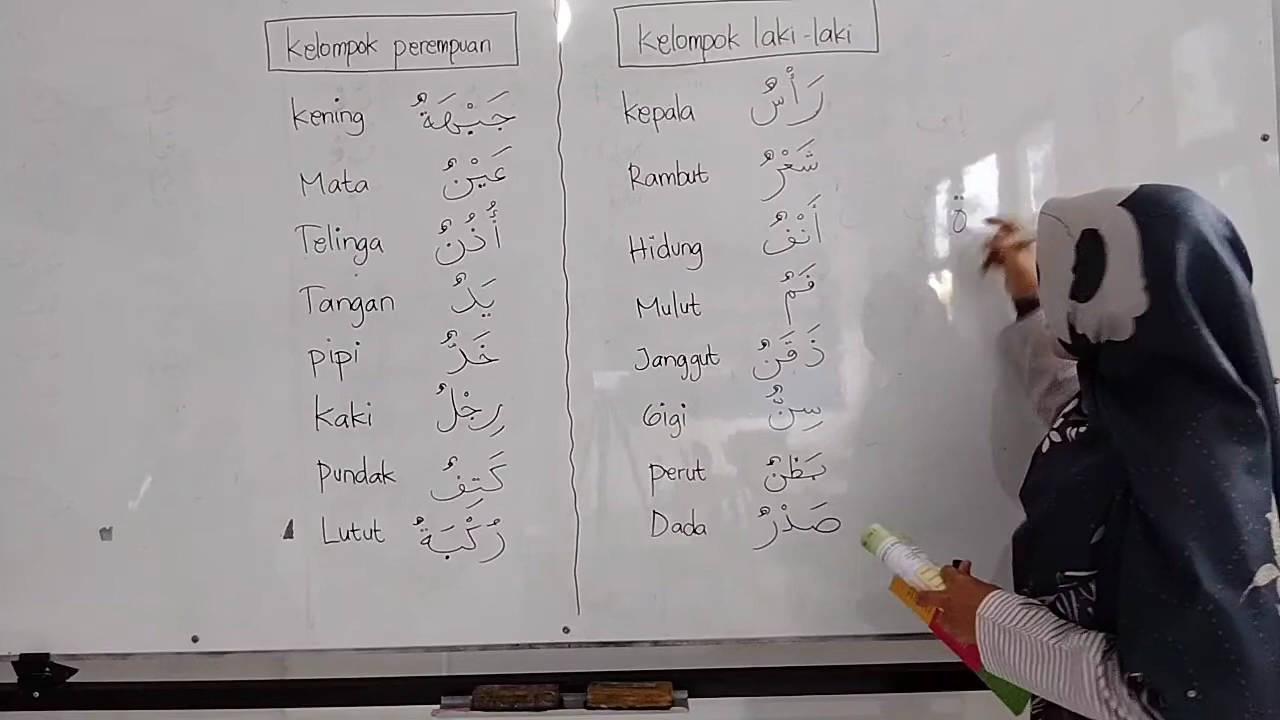 Kelompok perempuan
kening جَبْهَةٌ
Mata عَيْنٌ
Telinga أُذُنٌ
Tangan يَدٌ
pipi خَدٌّ
Kaki رِجْلٌ
pundak كَتِفٌ
Lutut رُكْبَةٌ
Kelompok laki-laki
kepala رَأْسٌ
Rambut شَعْرٌ
Hidung أَنْفٌ
Mulut فَمٌ
Janggut ذَقَنٌ
Gigi سِنٌّ
perut بَطْنٌ
Dada صَدْرٌ
ة